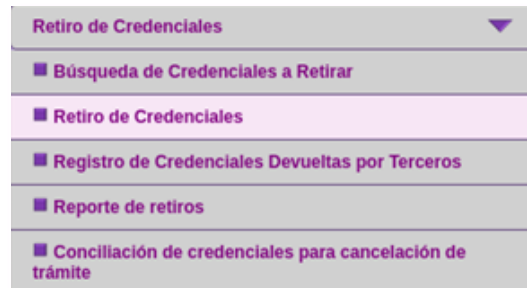 Retiro de Credenciales
Búsqueda de Credenciales a Retirar
Retiro de Credenciales
Registro de Credenciales Devueltas por Terceros
Reporte de retiros
Conciliación de credenciales para cancelación de
trámite